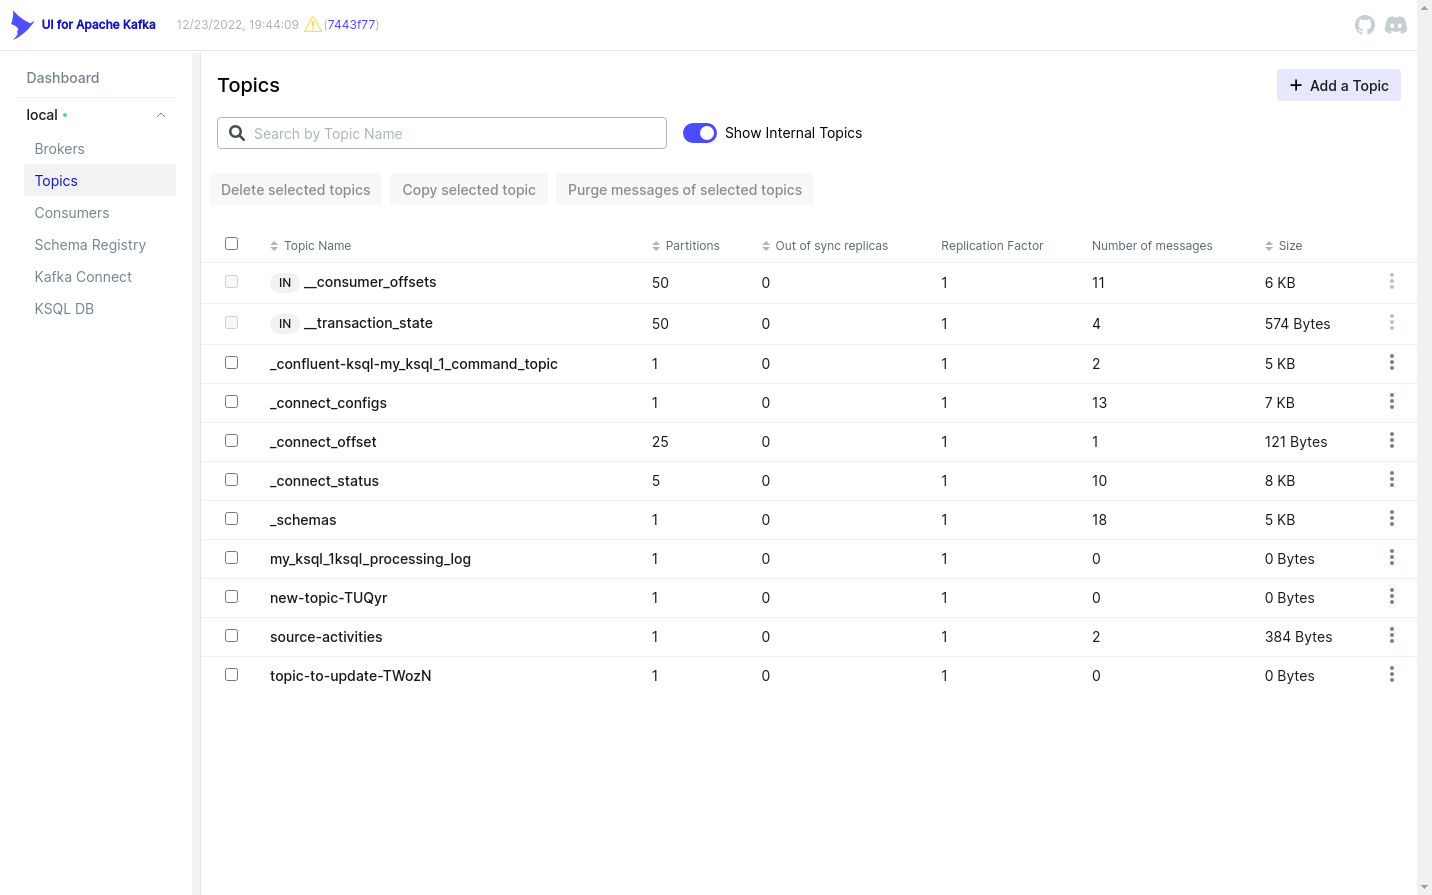 UI for Apache Kafka 12/23/2022, 19:44:09 (7443f77)
Dashboard
local
Brokers
Topics
Consumers
Schema Registry
Kafka Connect
KSQL DB
Topics
Add a Topic
Search by Topic Name
Show Internal Topics
Delete selected topics Copy selected topic Purge messages of selected topics
Topic Name Partitions Out of sync replicas Replication Factor Number of messages Size
IN __consumer_offsets 50 0 1 11 6 KB
IN __transaction_state 50 0 1 4 574 Bytes
_confluent-ksql-my_ksql_1_command_topic 1 0 1 2 5 KB
_connect_configs 1 0 1 13 7 KB
_connect_offset 25 0 1 1 121 Bytes
_connect_status 5 0 1 10 8 KB
_schemas 1 0 1 18 5 KB
my_ksql_1ksql_processing_log 1 0 1 0 0 Bytes
new-topic-TUQyr 1 0 1 0 0 Bytes
source-activities 1 0 1 2 384 Bytes
topic-to-update-TWozN 1 0 1 0 0 Bytes